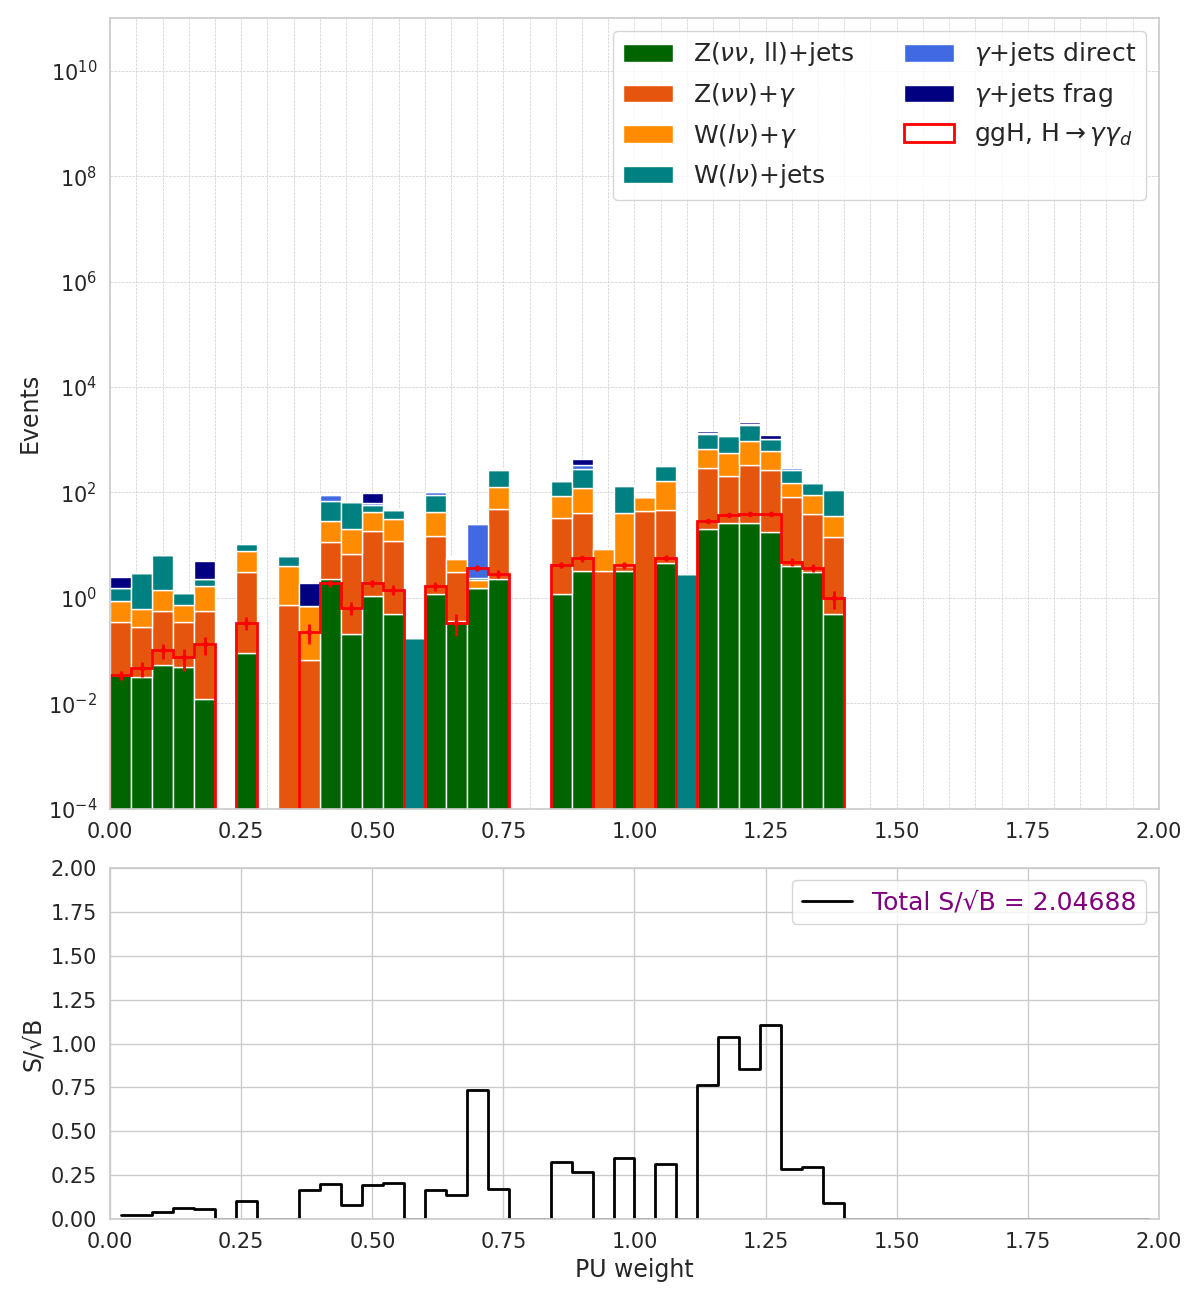 Z(νν, ll)+jets
Z(νν)+γ
W(lν)+γ
W(lν)+jets
γ+jets direct
γ+jets frag
ggH, H→γγ_d
Events
10^10
10^8
10^6
10^4
10^2
10^0
10^−2
10^−4
0.00 0.25 0.50 0.75 1.00 1.25 1.50 1.75 2.00
Total S/√B = 2.04688
S/√B
2.00
1.75
1.50
1.25
1.00
0.75
0.50
0.25
0.00
0.00 0.25 0.50 0.75 1.00 1.25 1.50 1.75 2.00
PU weight